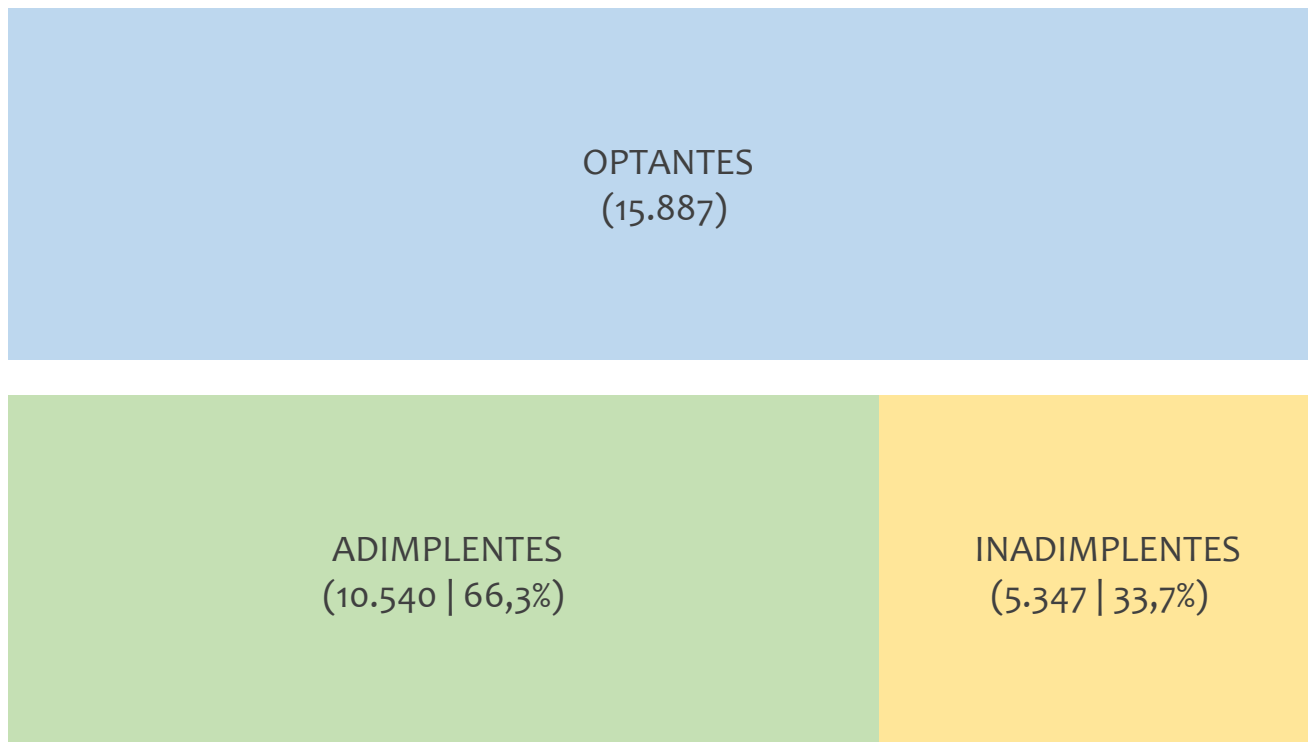 OPTANTES
(15.887)
ADIMPLENTES
(10.540 | 66,3%)
INADIMPLENTES
(5.347 | 33,7%)